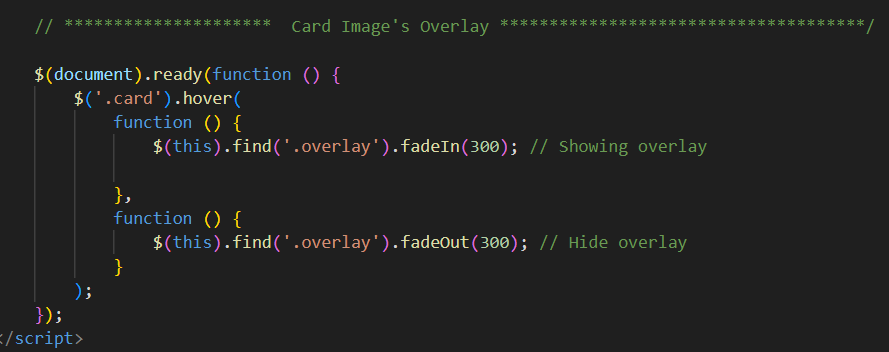 // *********************  Card Image's Overlay *************************************/
$(document).ready(function () {
$('.card').hover(
function () {
$(this).find('.overlay').fadeIn(300); // Showing overlay
},
function () {
$(this).find('.overlay').fadeOut(300); // Hide overlay
}
);
});
</script>